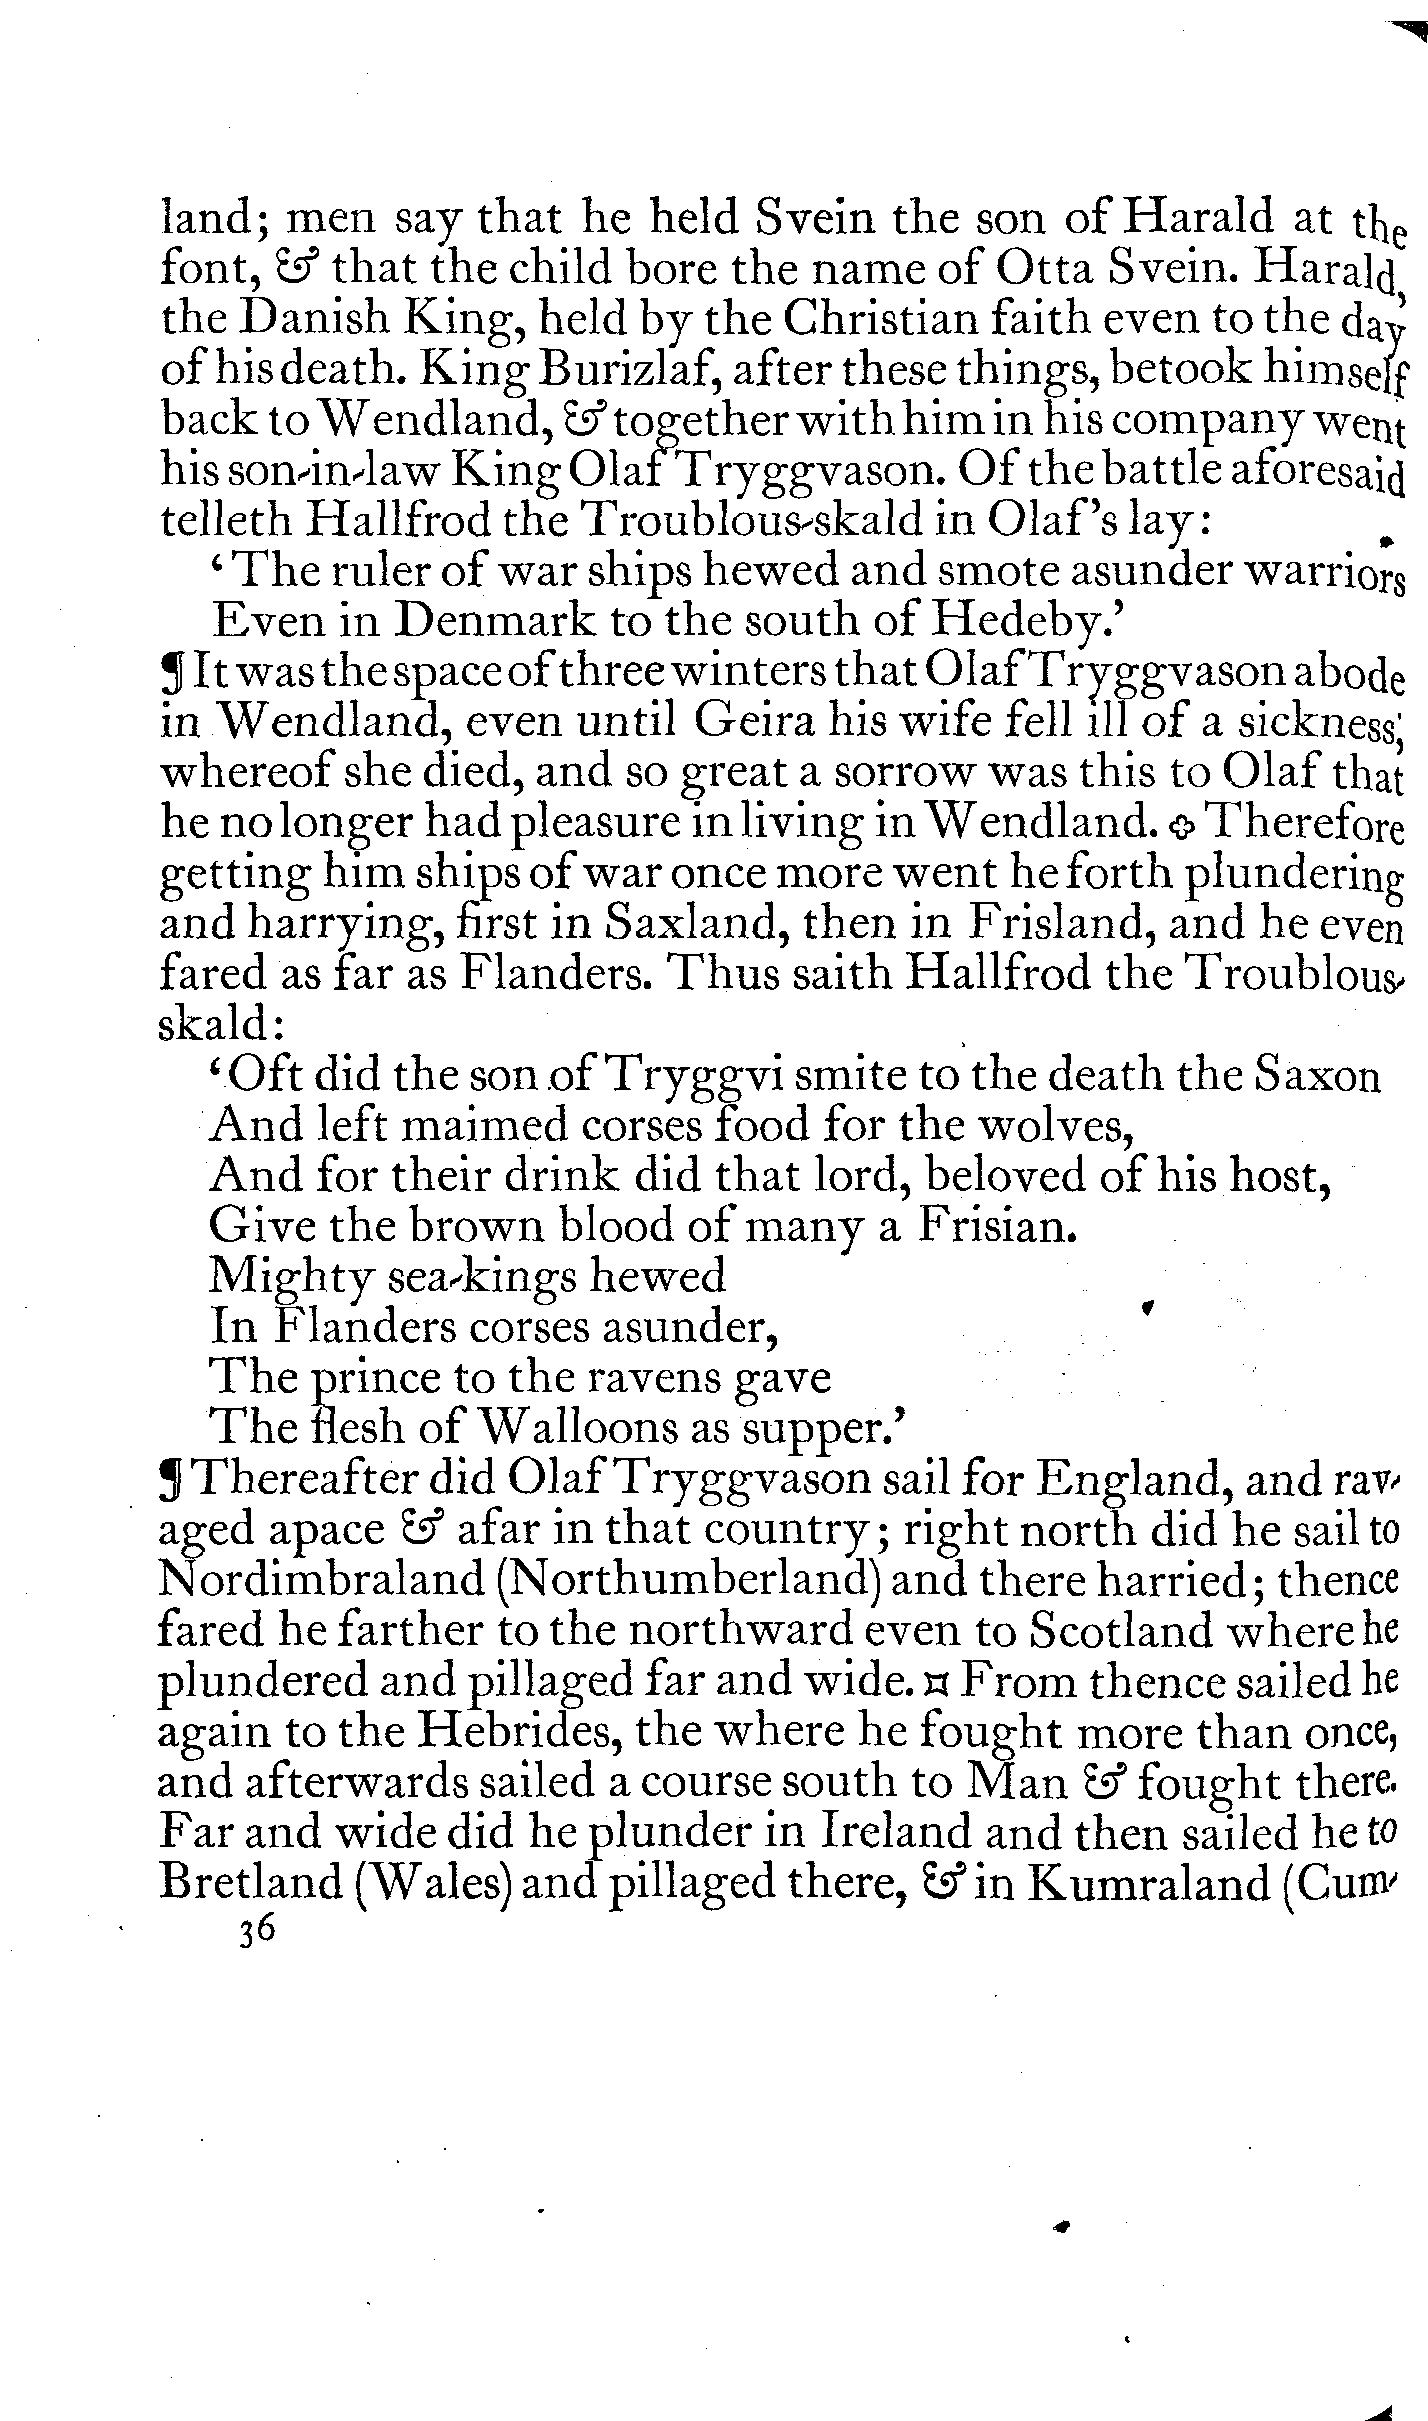 land; men say that he held Svein the son of Harald at the
font, & that the child bore the name of Otta Svein. Harald,
the Danish King, held by the Christian faith even to the day
of his death. King Burizlaf, after these things, betook himself
back to Wendland, & together with him in his company went
his son-in-law King Olaf Tryggvason. Of the battle aforesaid
telleth Hallfrod the Troublous-skald in Olaf's lay:
'The ruler of war ships hewed and smote asunder warriors
Even in Denmark to the south of Hedeby.'
¶ It was the space of three winters that Olaf Tryggvason abode
in Wendland, even until Geira his wife fell ill of a sickness,
whereof she died, and so great a sorrow was this to Olaf that
he no longer had pleasure in living in Wendland. ✧ Therefore
getting him ships of war once more went he forth plundering
and harrying, first in Saxland, then in Frisland, and he even
fared as far as Flanders. Thus saith Hallfrod the Troublous-
skald:
'Oft did the son of Tryggvi smite to the death the Saxon
And left maimed corses food for the wolves,
And for their drink did that lord, beloved of his host,
Give the brown blood of many a Frisian.
Mighty sea-kings hewed
In Flanders corses asunder,
The prince to the ravens gave
The flesh of Walloons as supper.'
¶ Thereafter did Olaf Tryggvason sail for England, and rav-
aged apace & afar in that country; right north did he sail to
Nordimbraland (Northumberland) and there harried; thence
fared he farther to the northward even to Scotland where he
plundered and pillaged far and wide. ¤ From thence sailed he
again to the Hebrides, the where he fought more than once,
and afterwards sailed a course south to Man & fought there.
Far and wide did he plunder in Ireland and then sailed he to
Bretland (Wales) and pillaged there, & in Kumraland (Cum-
36